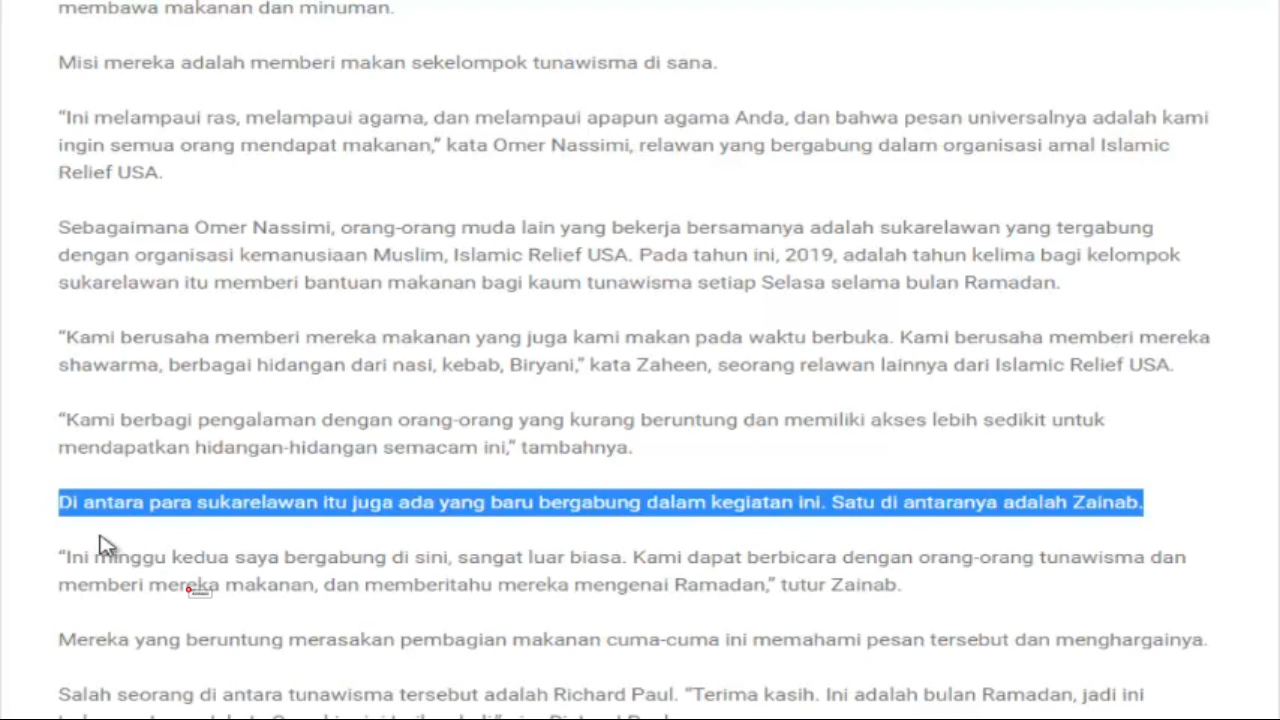 membawa makanan dan minuman.
Misi mereka adalah memberi makan sekelompok tunawisma di sana.
“Ini melampaui ras, melampaui agama, dan melampaui apapun agama Anda, dan bahwa pesan universalnya adalah kami
ingin semua orang mendapat makanan,” kata Omer Nassimi, relawan yang bergabung dalam organisasi amal Islamic
Relief USA.
Sebagaimana Omer Nassimi, orang-orang muda lain yang bekerja bersamanya adalah sukarelawan yang tergabung
dengan organisasi kemanusiaan Muslim, Islamic Relief USA. Pada tahun ini, 2019, adalah tahun kelima bagi kelompok
sukarelawan itu memberi bantuan makanan bagi kaum tunawisma setiap Selasa selama bulan Ramadan.
“Kami berusaha memberi mereka makanan yang juga kami makan pada waktu berbuka. Kami berusaha memberi mereka
shawarma, berbagai hidangan dari nasi, kebab, Biryani,” kata Zaheen, seorang relawan lainnya dari Islamic Relief USA.
“Kami berbagi pengalaman dengan orang-orang yang kurang beruntung dan memiliki akses lebih sedikit untuk
mendapatkan hidangan-hidangan semacam ini,” tambahnya.
Di antara para sukarelawan itu juga ada yang baru bergabung dalam kegiatan ini. Satu di antaranya adalah Zainab.
“Ini minggu kedua saya bergabung di sini, sangat luar biasa. Kami dapat berbicara dengan orang-orang tunawisma dan
memberi mereka makanan, dan memberitahu mereka mengenai Ramadan,” tutur Zainab.
Mereka yang beruntung merasakan pembagian makanan cuma-cuma ini memahami pesan tersebut dan menghargainya.
Salah seorang di antara tunawisma tersebut adalah Richard Paul. “Terima kasih. Ini adalah bulan Ramadan, jadi ini